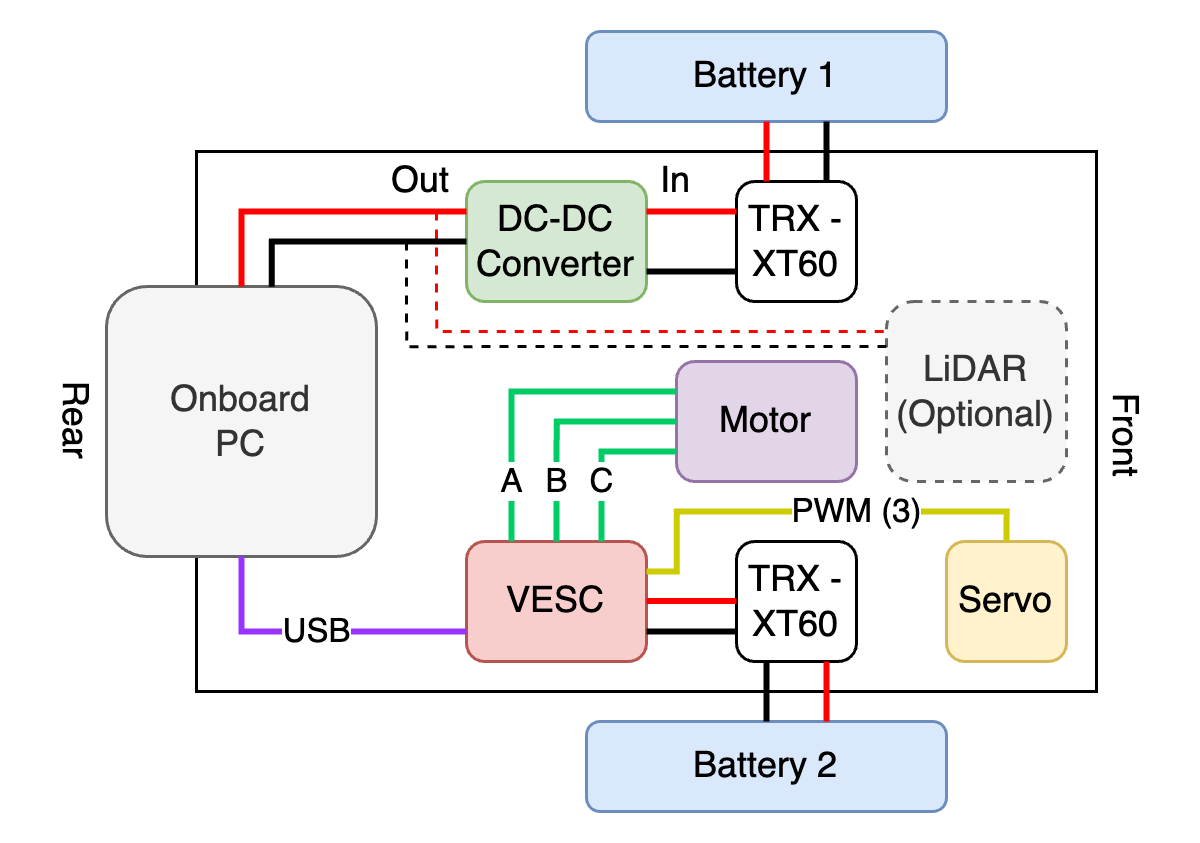 Battery 1
Out
In
DC-DC
Converter
TRX -
XT60
LiDAR
(Optional)
Onboard
PC
Rear
Front
Motor
A
B
C
PWM (3)
VESC
TRX -
XT60
Servo
USB
Battery 2